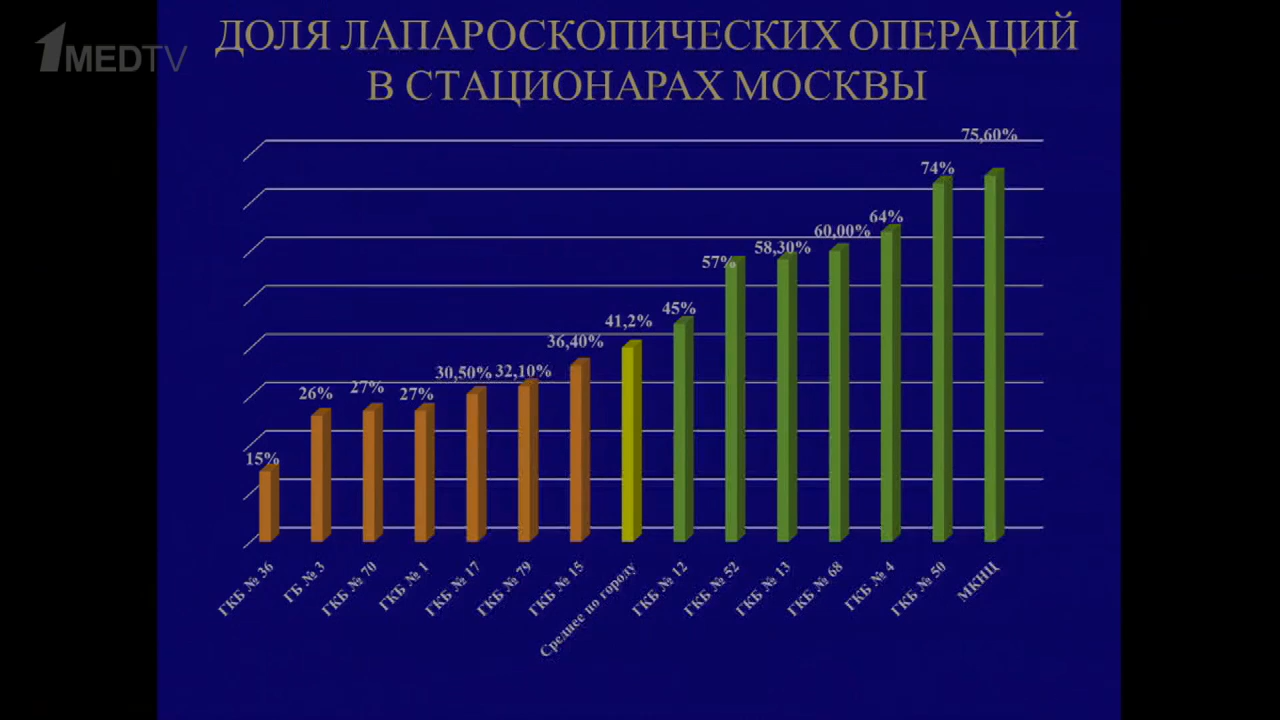 1MEDTV
ДОЛЯ ЛАПАРОСКОПИЧЕСКИХ ОПЕРАЦИЙ
В СТАЦИОНАРАХ МОСКВЫ
15%
26%
27%
27%
30,50%
32,10%
36,40%
41,2%
45%
57%
58,30%
60,00%
64%
74%
75,60%
ГКБ № 36
ГБ № 3
ГКБ № 70
ГКБ № 1
ГКБ № 17
ГКБ № 79
ГКБ № 15
Среднее по городу
ГКБ № 12
ГКБ № 52
ГКБ № 13
ГКБ № 68
ГКБ № 4
ГКБ № 50
МКНЦ